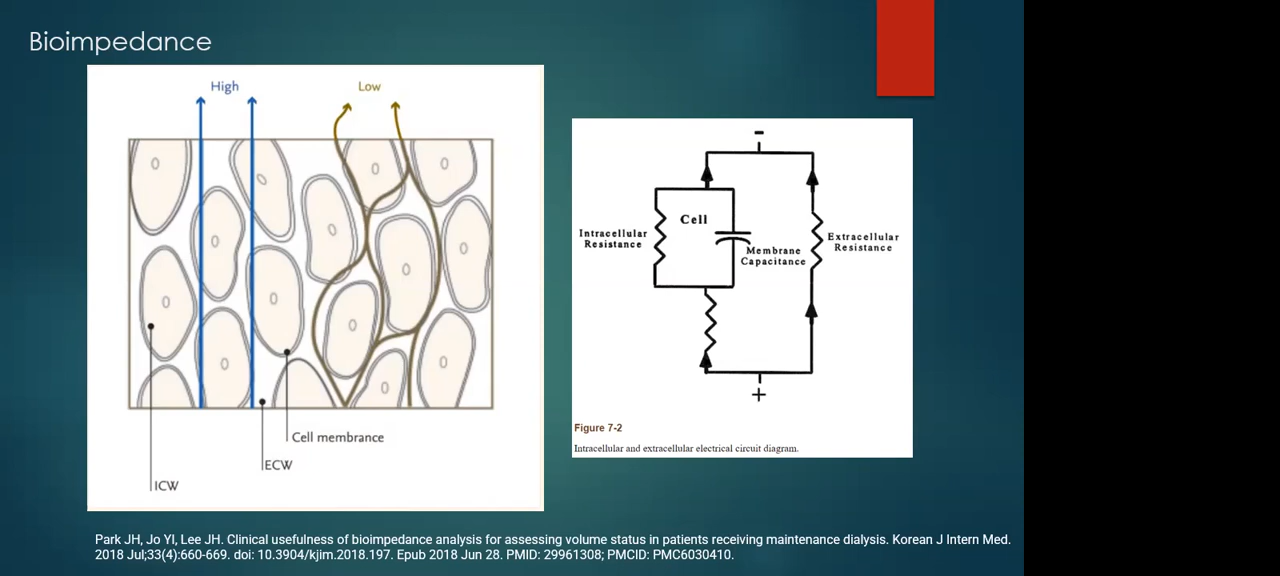 Bioimpedance
High
Low
Cell membrance
ECW
ICW
-
Cell
Intracellular
Resistance
Membrane
Capacitance
Extracellular
Resistance
+
Figure 7-2
Intracellular and extracellular electrical circuit diagram.
Park JH, Jo YI, Lee JH. Clinical usefulness of bioimpedance analysis for assessing volume status in patients receiving maintenance dialysis. Korean J Intern Med.
2018 Jul;33(4):660-669. doi: 10.3904/kjim.2018.197. Epub 2018 Jun 28. PMID: 29961308; PMCID: PMC6030410.